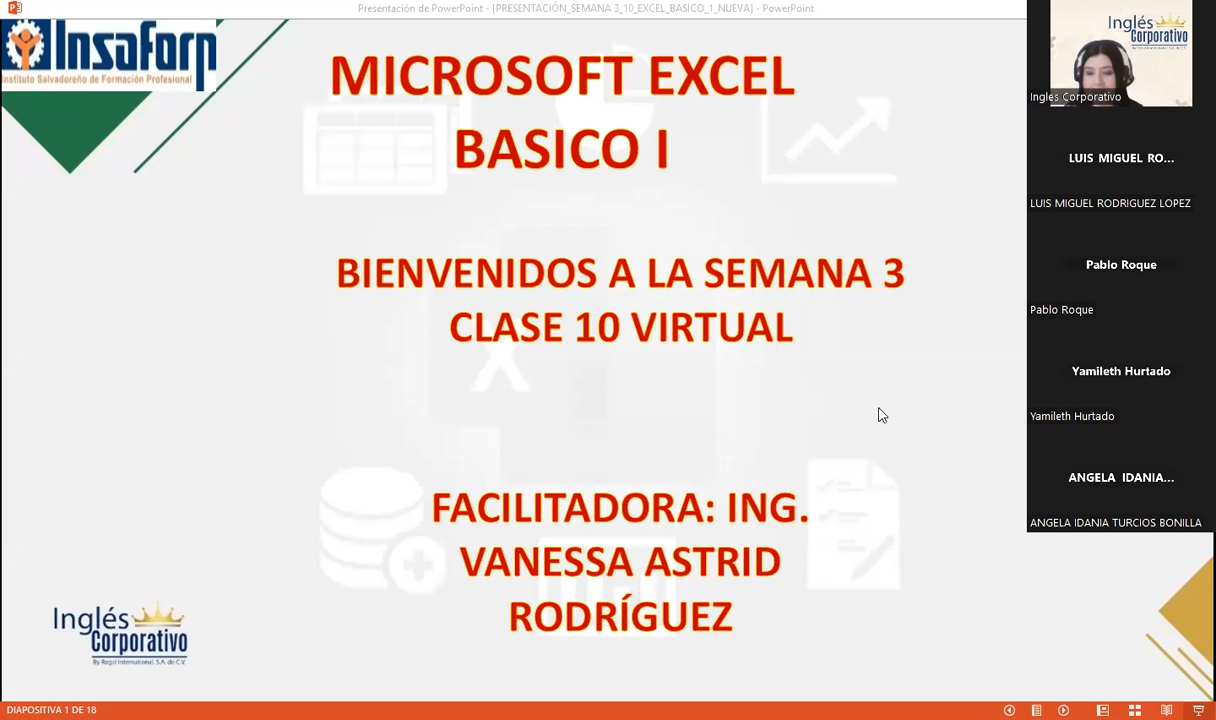 Presentación de PowerPoint - [PRESENTACIÓN_SEMANA 3_10_EXCEL_BASICO_1_NUEVA] - PowerPoint
Insaforp
Instituto Salvadoreño de Formación Profesional
MICROSOFT EXCEL
BASICO I
BIENVENIDOS A LA SEMANA 3
CLASE 10 VIRTUAL
FACILITADORA: ING.
VANESSA ASTRID
RODRÍGUEZ
Inglés
Corporativo
By Regal International, S.A. de C.V.
DIAPOSITIVA 1 DE 18
Inglés
Corporativo
Ingles Corporativo
LUIS MIGUEL RO...
LUIS MIGUEL RODRIGUEZ LOPEZ
Pablo Roque
Pablo Roque
Yamileth Hurtado
Yamileth Hurtado
ANGELA IDANIA...
ANGELA IDANIA TURCIOS BONILLA